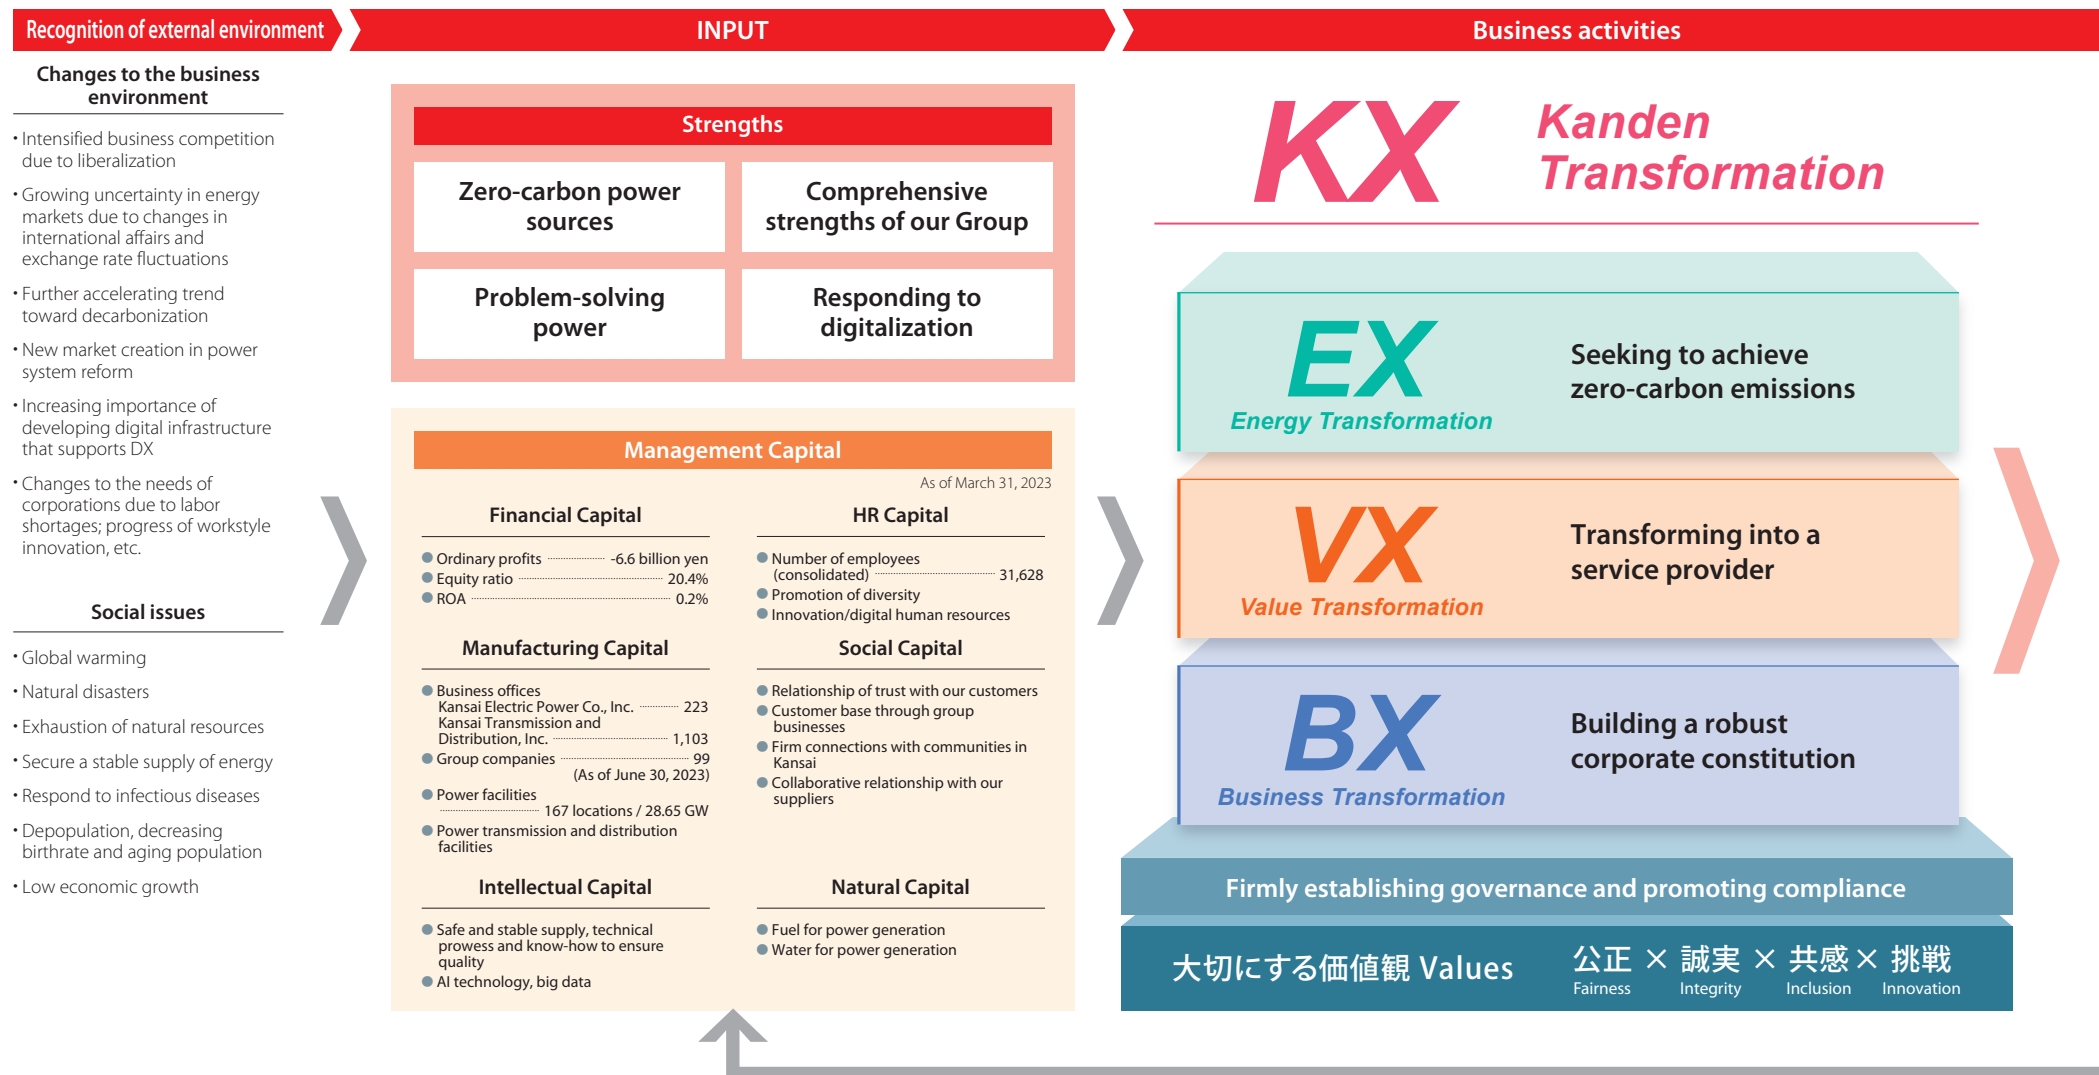 Recognition of external environment
INPUT
Business activities
Changes to the business
environment
• Intensified business competition
due to liberalization
• Growing uncertainty in energy
markets due to changes in
international affairs and
exchange rate fluctuations
• Further accelerating trend
toward decarbonization
• New market creation in power
system reform
• Increasing importance of
developing digital infrastructure
that supports DX
• Changes to the needs of
corporations due to labor
shortages; progress of workstyle
innovation, etc.
Social issues
• Global warming
• Natural disasters
• Exhaustion of natural resources
• Secure a stable supply of energy
• Respond to infectious diseases
• Depopulation, decreasing
birthrate and aging population
• Low economic growth
Strengths
Zero-carbon power
sources
Comprehensive
strengths of our Group
Problem-solving
power
Responding to
digitalization
Management Capital
As of March 31, 2023
Financial Capital
● Ordinary profits -6.6 billion yen
● Equity ratio 20.4%
● ROA 0.2%
HR Capital
● Number of employees
(consolidated) 31,628
● Promotion of diversity
● Innovation/digital human resources
Manufacturing Capital
● Business offices
Kansai Electric Power Co., Inc. 223
Kansai Transmission and
Distribution, Inc. 1,103
● Group companies 99
(As of June 30, 2023)
● Power facilities
167 locations / 28.65 GW
● Power transmission and distribution
facilities
Social Capital
● Relationship of trust with our customers
● Customer base through group
businesses
● Firm connections with communities in
Kansai
● Collaborative relationship with our
suppliers
Intellectual Capital
● Safe and stable supply, technical
prowess and know-how to ensure
quality
● AI technology, big data
Natural Capital
● Fuel for power generation
● Water for power generation
KX
Kanden
Transformation
EX
Energy Transformation
Seeking to achieve
zero-carbon emissions
VX
Value Transformation
Transforming into a
service provider
BX
Business Transformation
Building a robust
corporate constitution
Firmly establishing governance and promoting compliance
大切にする価値観 Values
公正 × 誠実 × 共感 × 挑戦
Fairness Integrity Inclusion Innovation